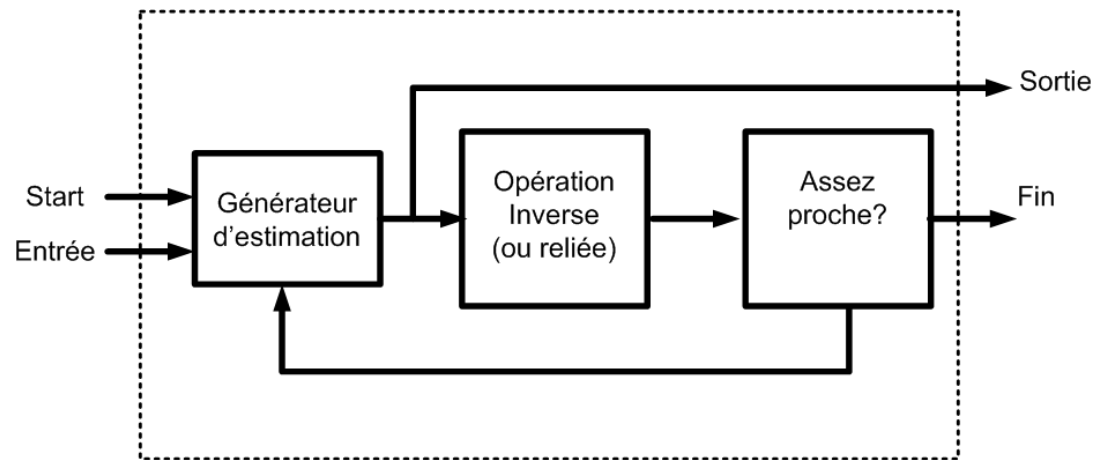 Sortie
Start
Entrée
Générateur
d'estimation
Opération
Inverse
(ou reliée)
Assez
proche?
Fin